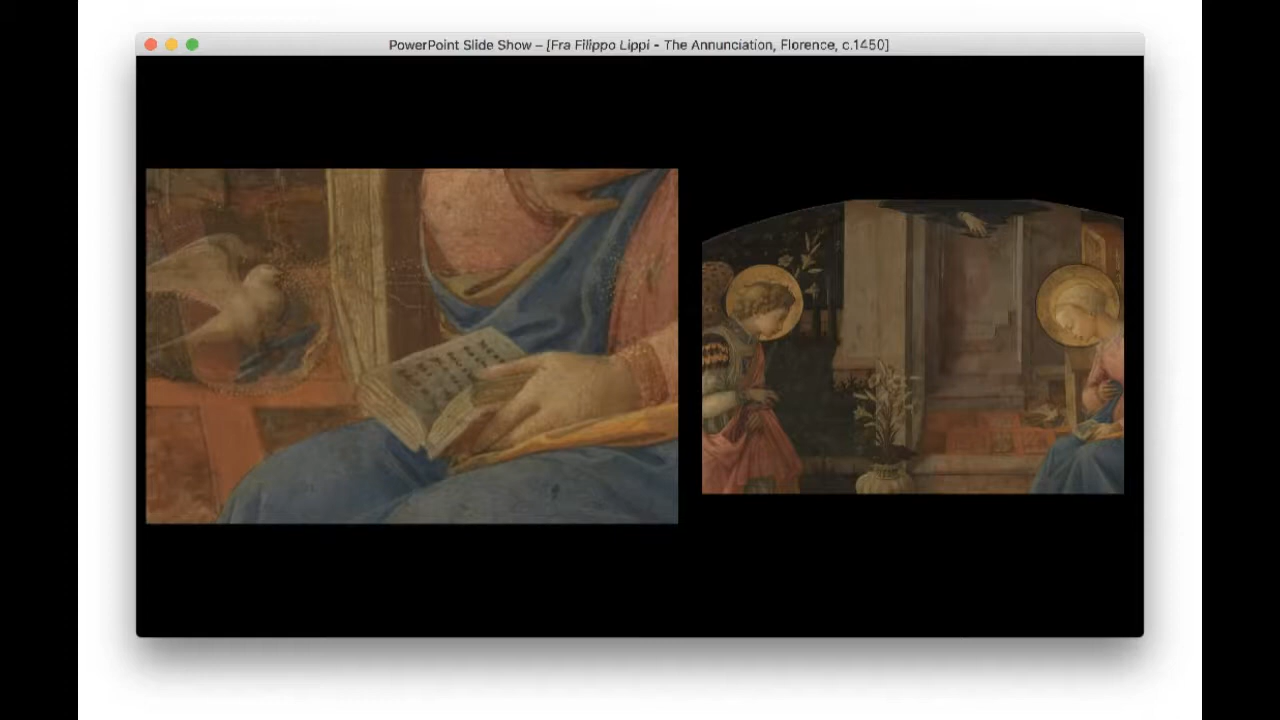 PowerPoint Slide Show – [Fra Filippo Lippi - The Annunciation, Florence, c.1450]